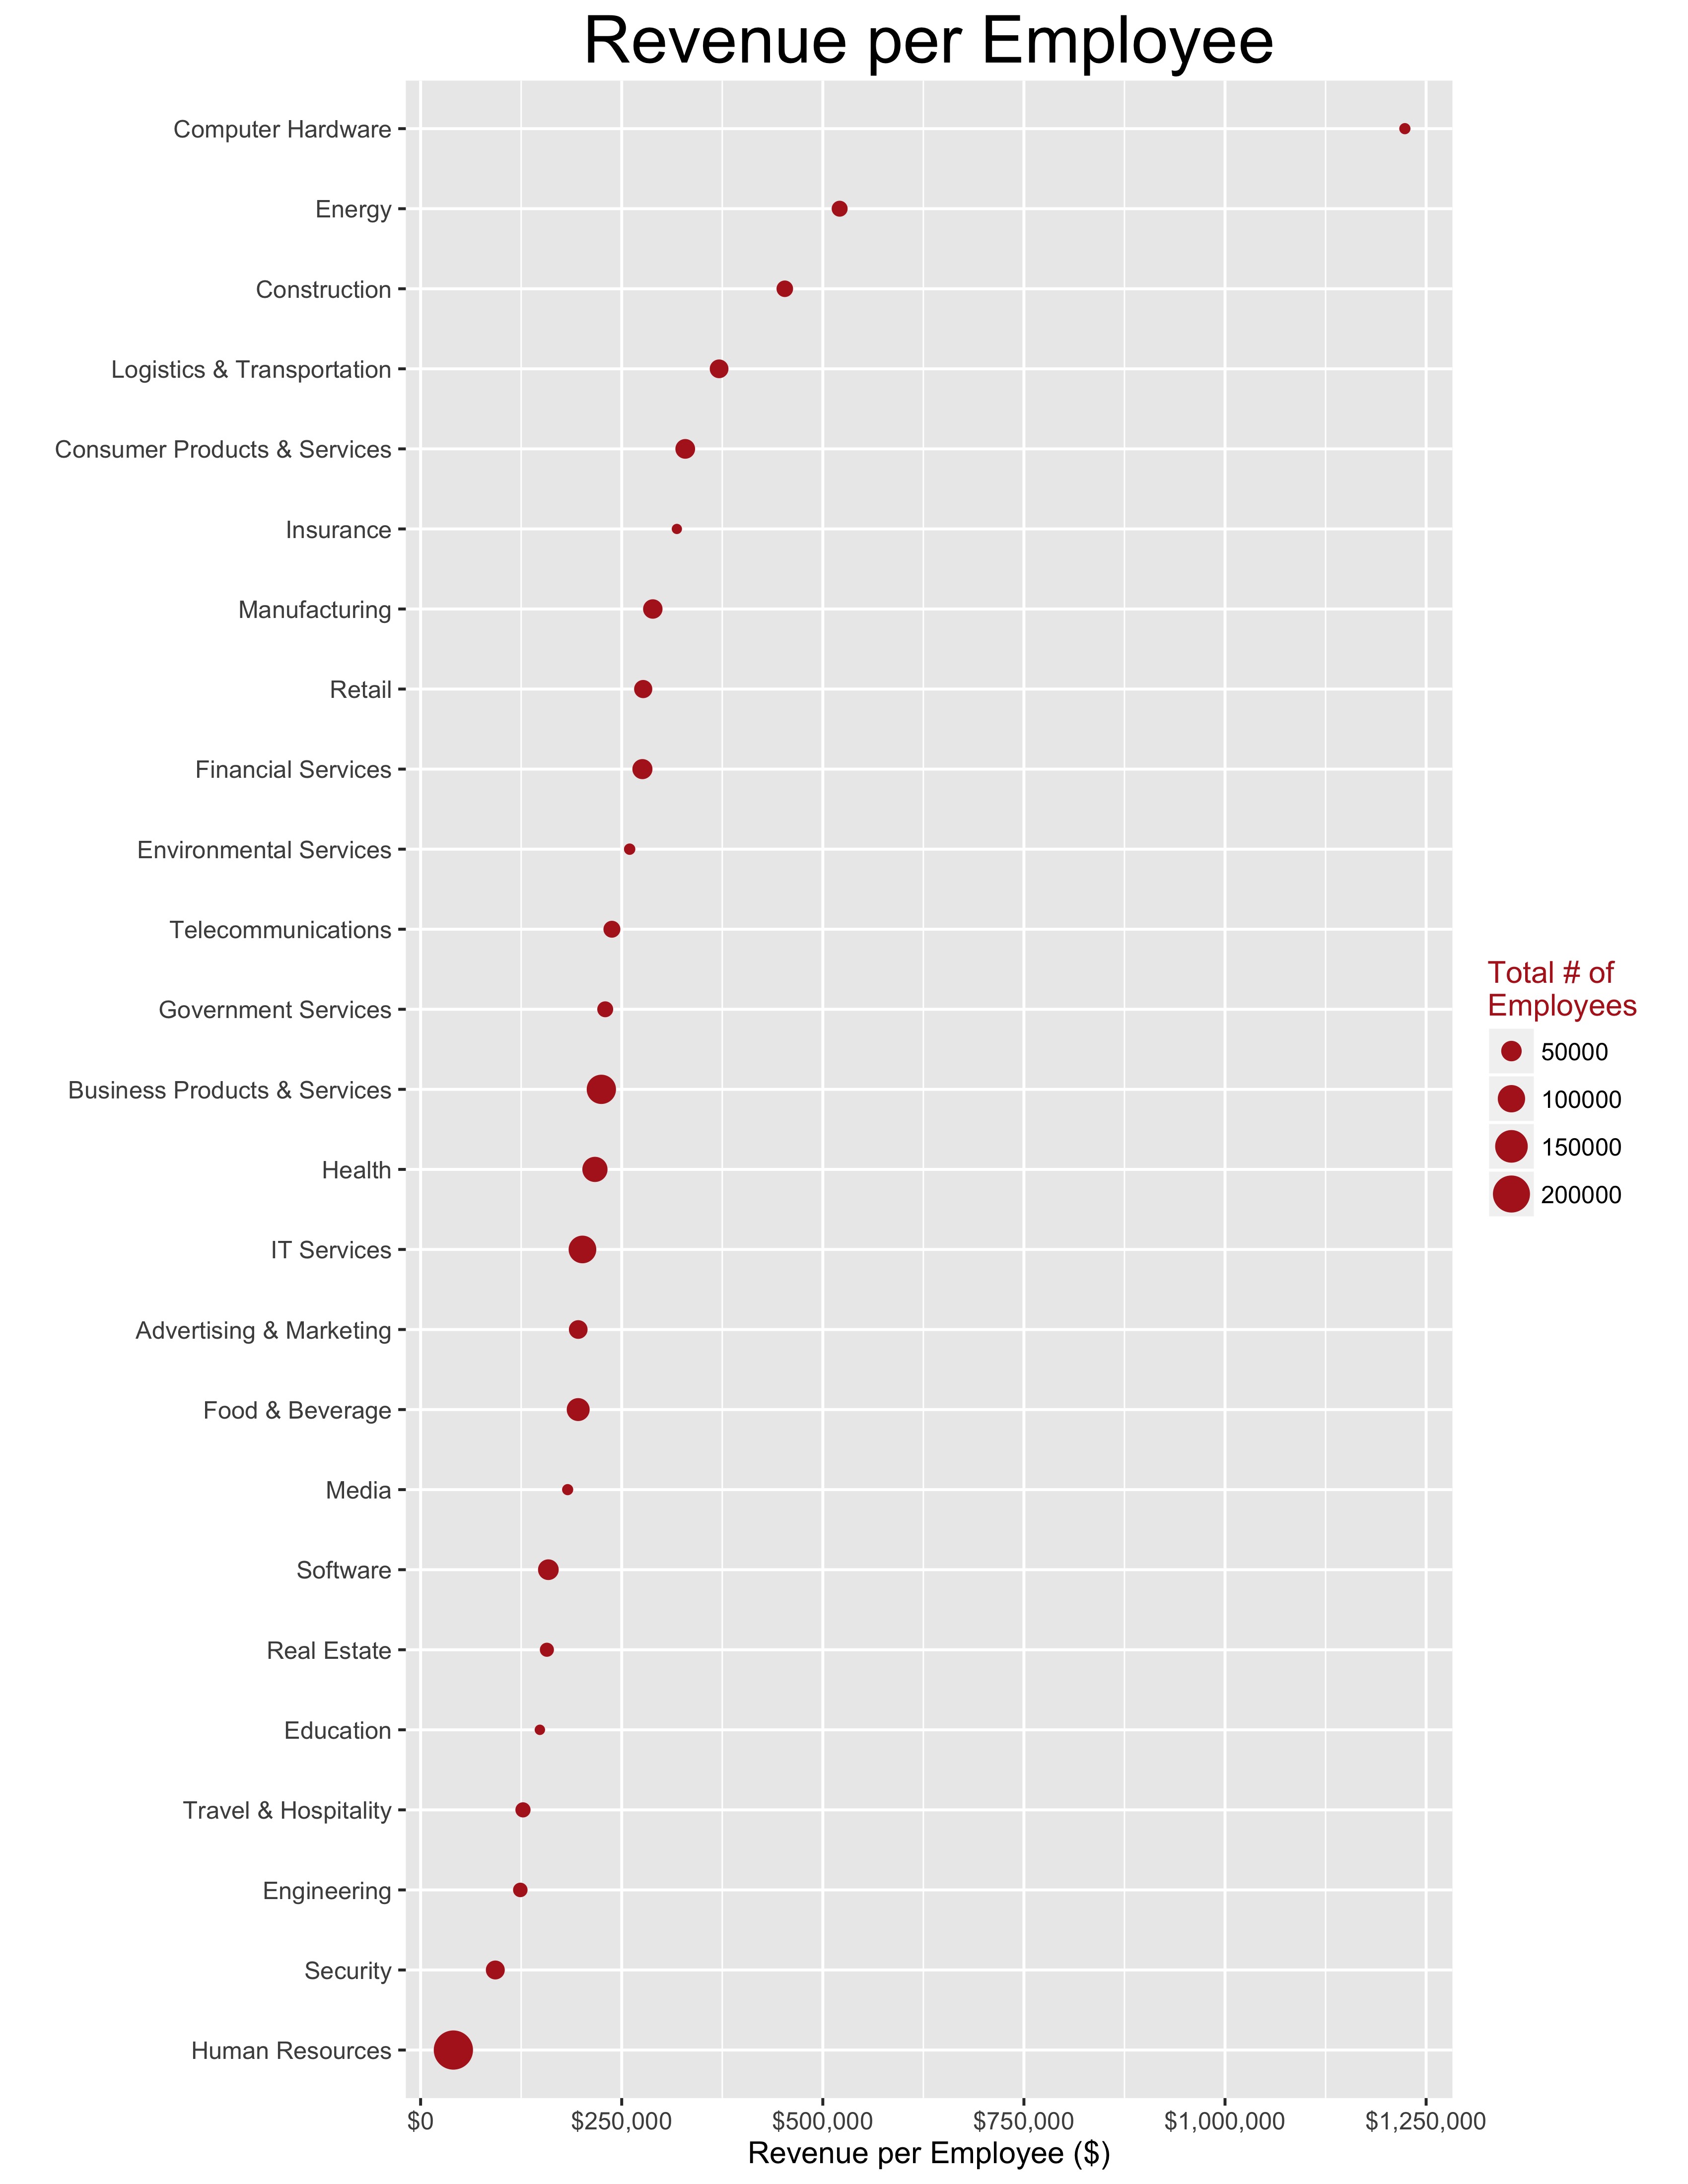 Revenue per Employee
Computer Hardware
Energy
Construction
Logistics & Transportation
Consumer Products & Services
Insurance
Manufacturing
Retail
Financial Services
Environmental Services
Telecommunications
Government Services
Business Products & Services
Health
IT Services
Advertising & Marketing
Food & Beverage
Media
Software
Real Estate
Education
Travel & Hospitality
Engineering
Security
Human Resources
$0
$250,000
$500,000
$750,000
$1,000,000
$1,250,000
Revenue per Employee ($)
Total # of
Employees
50000
100000
150000
200000